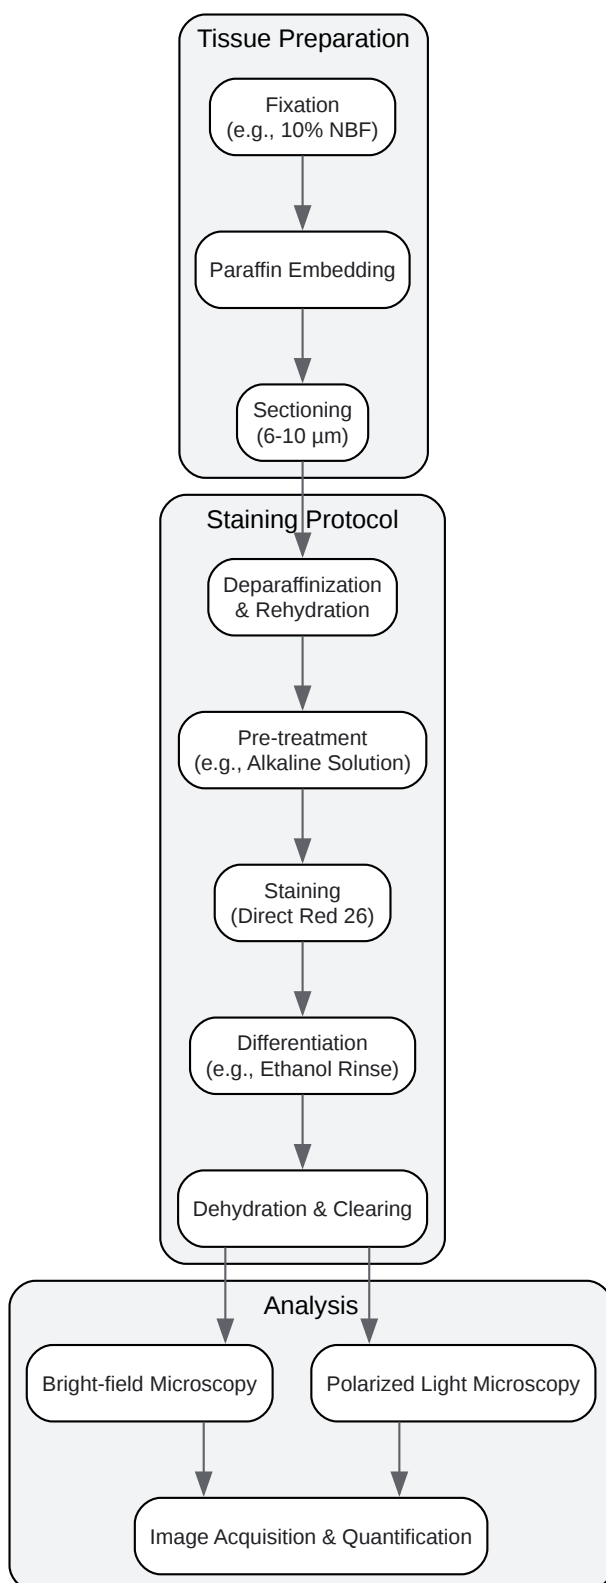 Tissue Preparation
Fixation
(e.g., 10% NBF)
Paraffin Embedding
Sectioning
(6-10 µm)
Staining Protocol
Deparaffinization
& Rehydration
Pre-treatment
(e.g., Alkaline Solution)
Staining
(Direct Red 26)
Differentiation
(e.g., Ethanol Rinse)
Dehydration & Clearing
Analysis
Bright-field Microscopy
Polarized Light Microscopy
Image Acquisition & Quantification